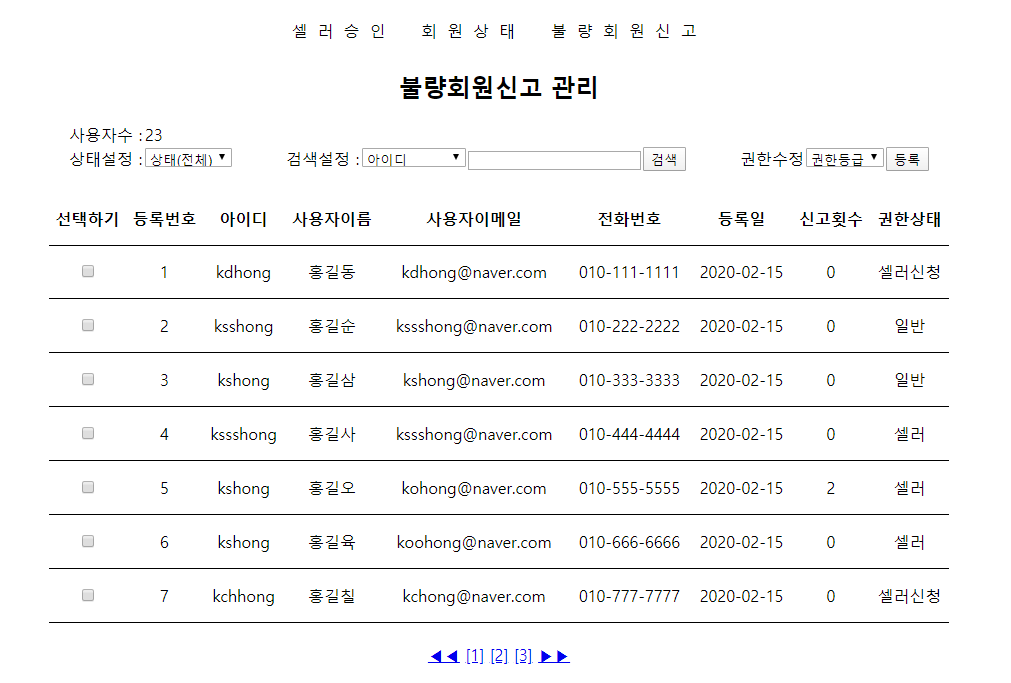 셀 러 승 인 회 원 상 태 불 량 회 원 신 고
불량회원신고 관리
사용자수 :23
상태설정 : 상태(전체) ▼ 검색설정 : 아이디 ▼ 검색 권한수정 권한등급 ▼ 등록
선택하기 등록번호 아이디 사용자이름 사용자이메일 전화번호 등록일 신고횟수 권한상태
1 kdhong 홍길동 kdhong@naver.com 010-111-1111 2020-02-15 0 셀러신청
2 ksshong 홍길순 kssshong@naver.com 010-222-2222 2020-02-15 0 일반
3 kshong 홍길삼 kshong@naver.com 010-333-3333 2020-02-15 0 일반
4 kssshong 홍길사 kssshong@naver.com 010-444-4444 2020-02-15 0 셀러
5 kshong 홍길오 kohong@naver.com 010-555-5555 2020-02-15 2 셀러
6 kshong 홍길육 koohong@naver.com 010-666-6666 2020-02-15 0 셀러
7 kchhong 홍길칠 kchong@naver.com 010-777-7777 2020-02-15 0 셀러신청
◀◀ [1] [2] [3] ▶▶